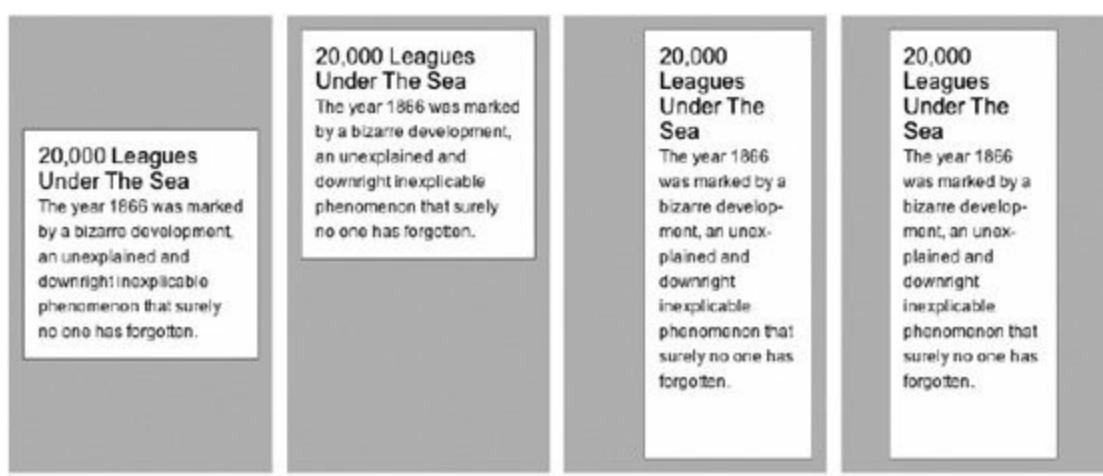 20,000 Leagues
Under The Sea
The year 1866 was marked
by a bizarre development,
an unexplained and
downright inexplicable
phenomenon that surely
no one has forgotten.
20,000 Leagues
Under The Sea
The year 1866 was marked
by a bizarre development,
an unexplained and
downright inexplicable
phenomenon that surely
no one has forgotten.
20,000
Leagues
Under The
Sea
The year 1866
was marked by a
bizarre develop-
ment, an unex-
plained and
downright
inexplicable
phenomenon that
surely no one has
forgotten.
20,000
Leagues
Under The
Sea
The year 1866
was marked by a
bizarre develop-
ment, an unex-
plained and
downright
inexplicable
phenomenon that
surely no one has
forgotten.